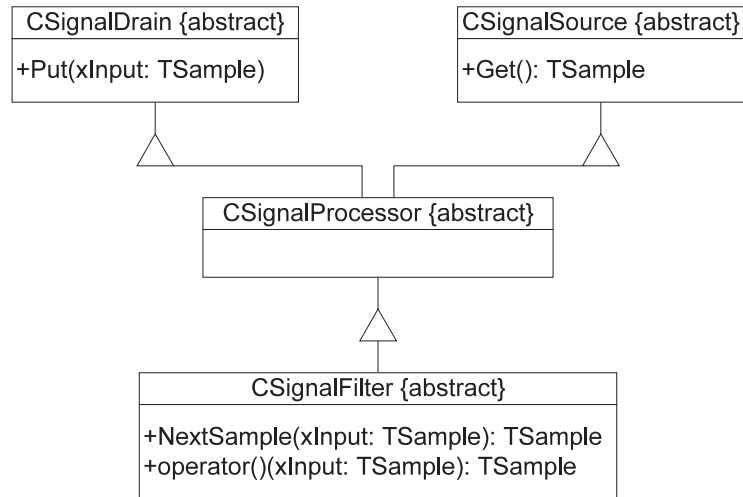 CSignalDrain {abstract}
+Put(xInput: TSample)
CSignalSource {abstract}
+Get(): TSample
CSignalProcessor {abstract}
CSignalFilter {abstract}
+NextSample(xInput: TSample): TSample
+operator()(xInput: TSample): TSample